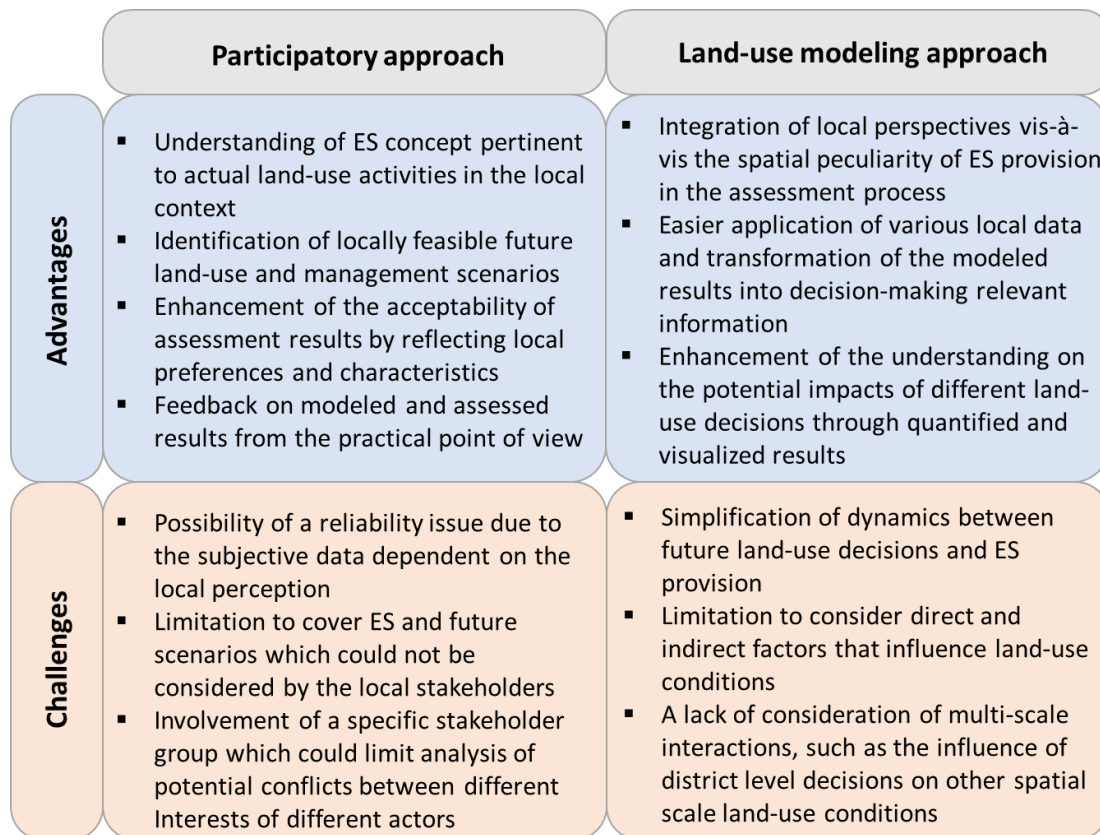 Participatory approach
Land-use modeling approach
Advantages
▪ Understanding of ES concept pertinent
to actual land-use activities in the local
context
▪ Identification of locally feasible future
land-use and management scenarios
▪ Enhancement of the acceptability of
assessment results by reflecting local
preferences and characteristics
▪ Feedback on modeled and assessed
results from the practical point of view
▪ Integration of local perspectives vis-à-
vis the spatial peculiarity of ES provision
in the assessment process
▪ Easier application of various local data
and transformation of the modeled
results into decision-making relevant
information
▪ Enhancement of the understanding on
the potential impacts of different land-
use decisions through quantified and
visualized results
Challenges
▪ Possibility of a reliability issue due to
the subjective data dependent on the
local perception
▪ Limitation to cover ES and future
scenarios which could not be
considered by the local stakeholders
▪ Involvement of a specific stakeholder
group which could limit analysis of
potential conflicts between different
Interests of different actors
▪ Simplification of dynamics between
future land-use decisions and ES
provision
▪ Limitation to consider direct and
indirect factors that influence land-use
conditions
▪ A lack of consideration of multi-scale
interactions, such as the influence of
district level decisions on other spatial
scale land-use conditions